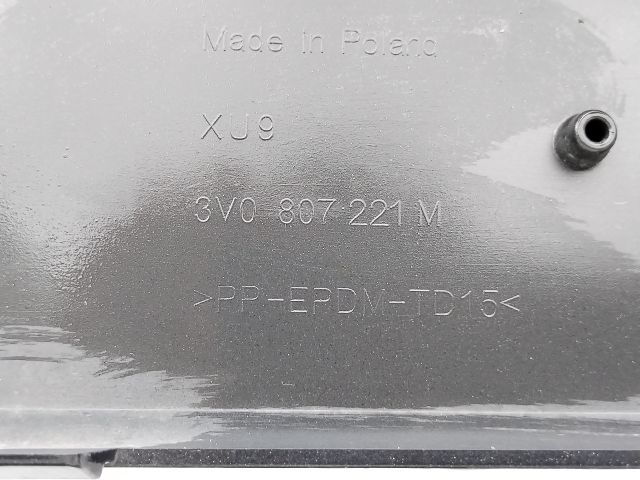 Made in Poland
XU9
3V0 807 221 M
>PP-EPDM-TD15<